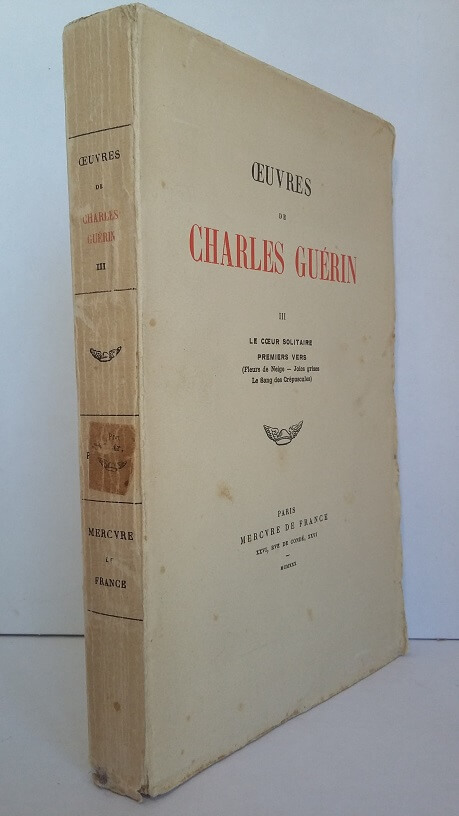 ŒUVRES
DE
CHARLES
GUÉRIN
III
MERCVRE
FRANCE
ŒUVRES
DE
CHARLES GUÉRIN
III
LE CŒUR SOLITAIRE
PREMIERS VERS
(Fleurs de Neige — Joies grises
Le Sang des Crépuscules)
PARIS
MERCVRE DE FRANCE
XXVI, RVE DE CONDÉ, XXVI